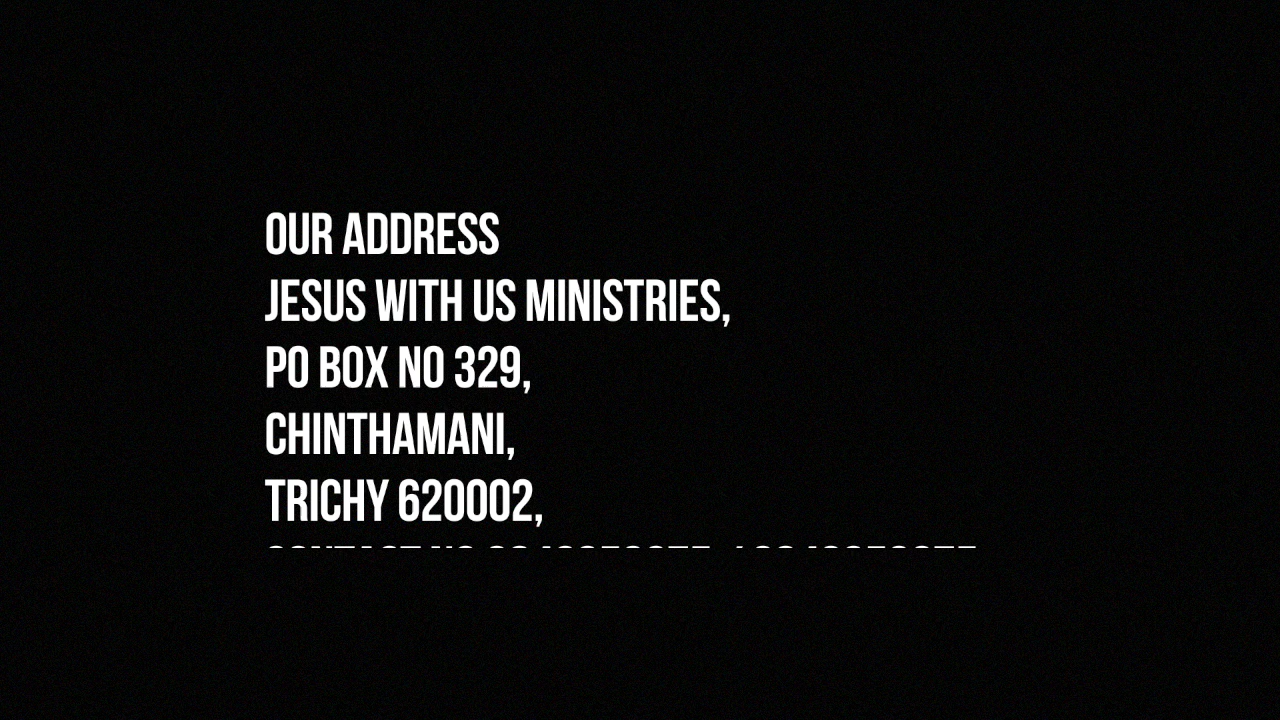 OUR ADDRESS
JESUS WITH US MINISTRIES,
PO BOX NO 329,
CHINTHAMANI,
TRICHY 620002,